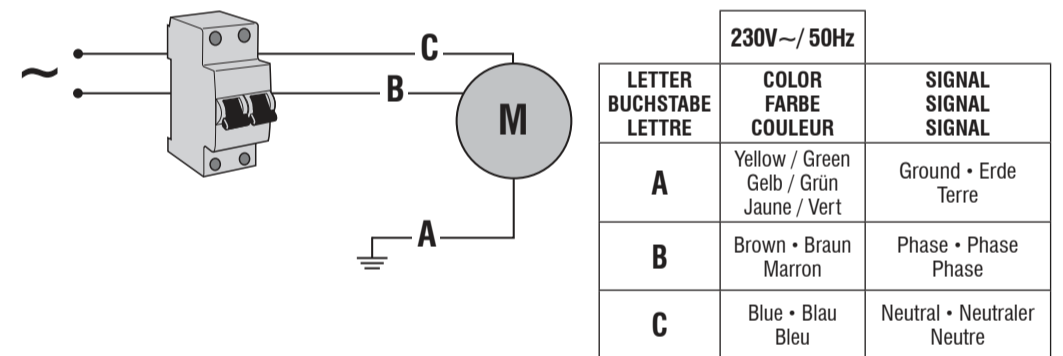 ~
C
B
M
A
230V~/ 50Hz
LETTER
BUCHSTABE
LETTRE
COLOR
FARBE
COULEUR
SIGNAL
SIGNAL
SIGNAL
A
Yellow / Green
Gelb / Grün
Jaune / Vert
Ground • Erde
Terre
B
Brown • Braun
Marron
Phase • Phase
Phase
C
Blue • Blau
Bleu
Neutral • Neutraler
Neutre